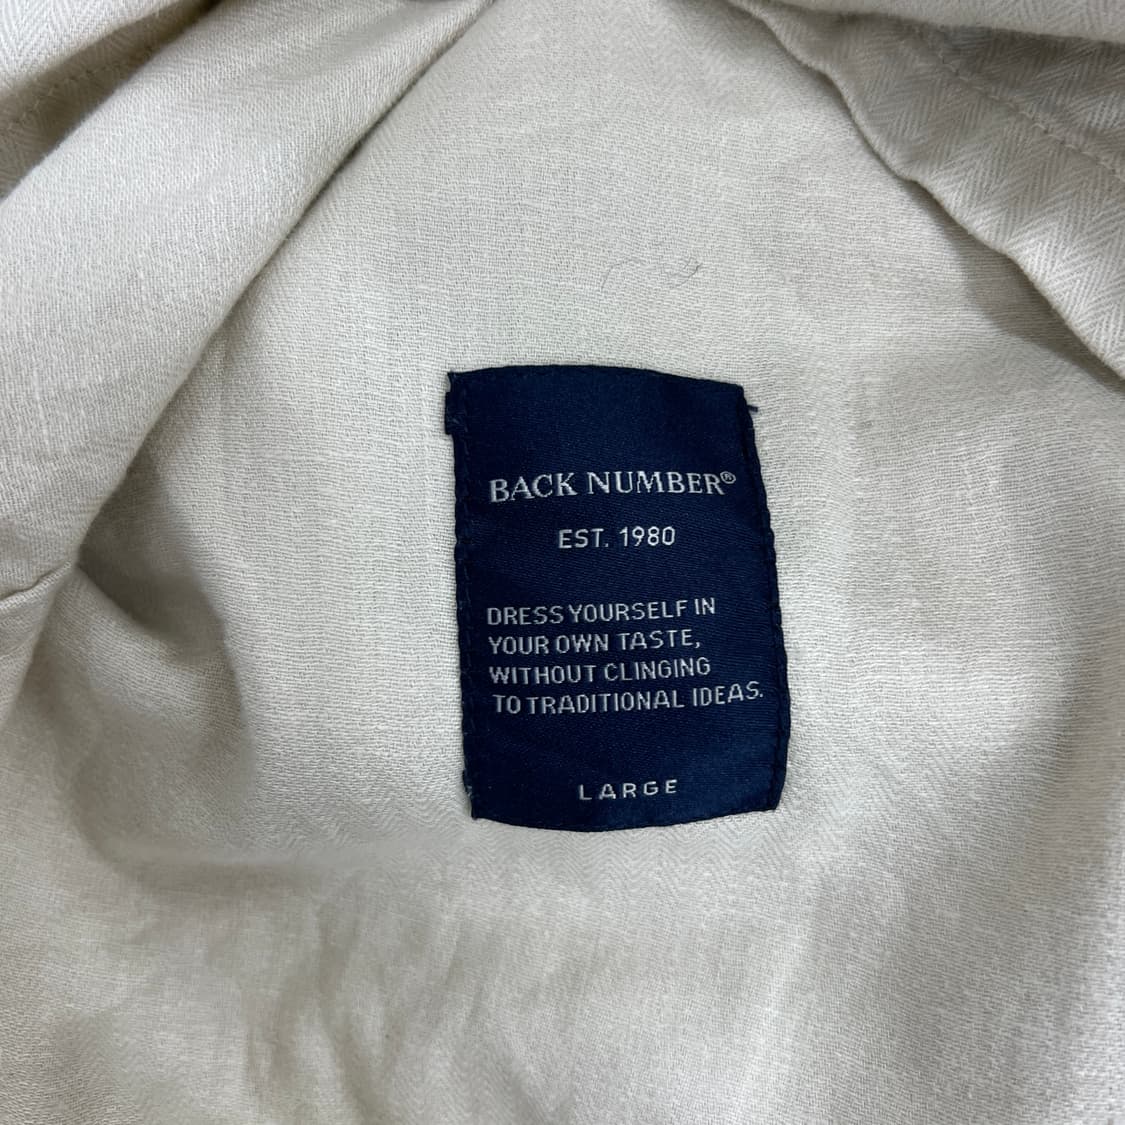 BACK NUMBER®
EST. 1980
DRESS YOURSELF IN
YOUR OWN TASTE,
WITHOUT CLINGING
TO TRADITIONAL IDEAS.
LARGE